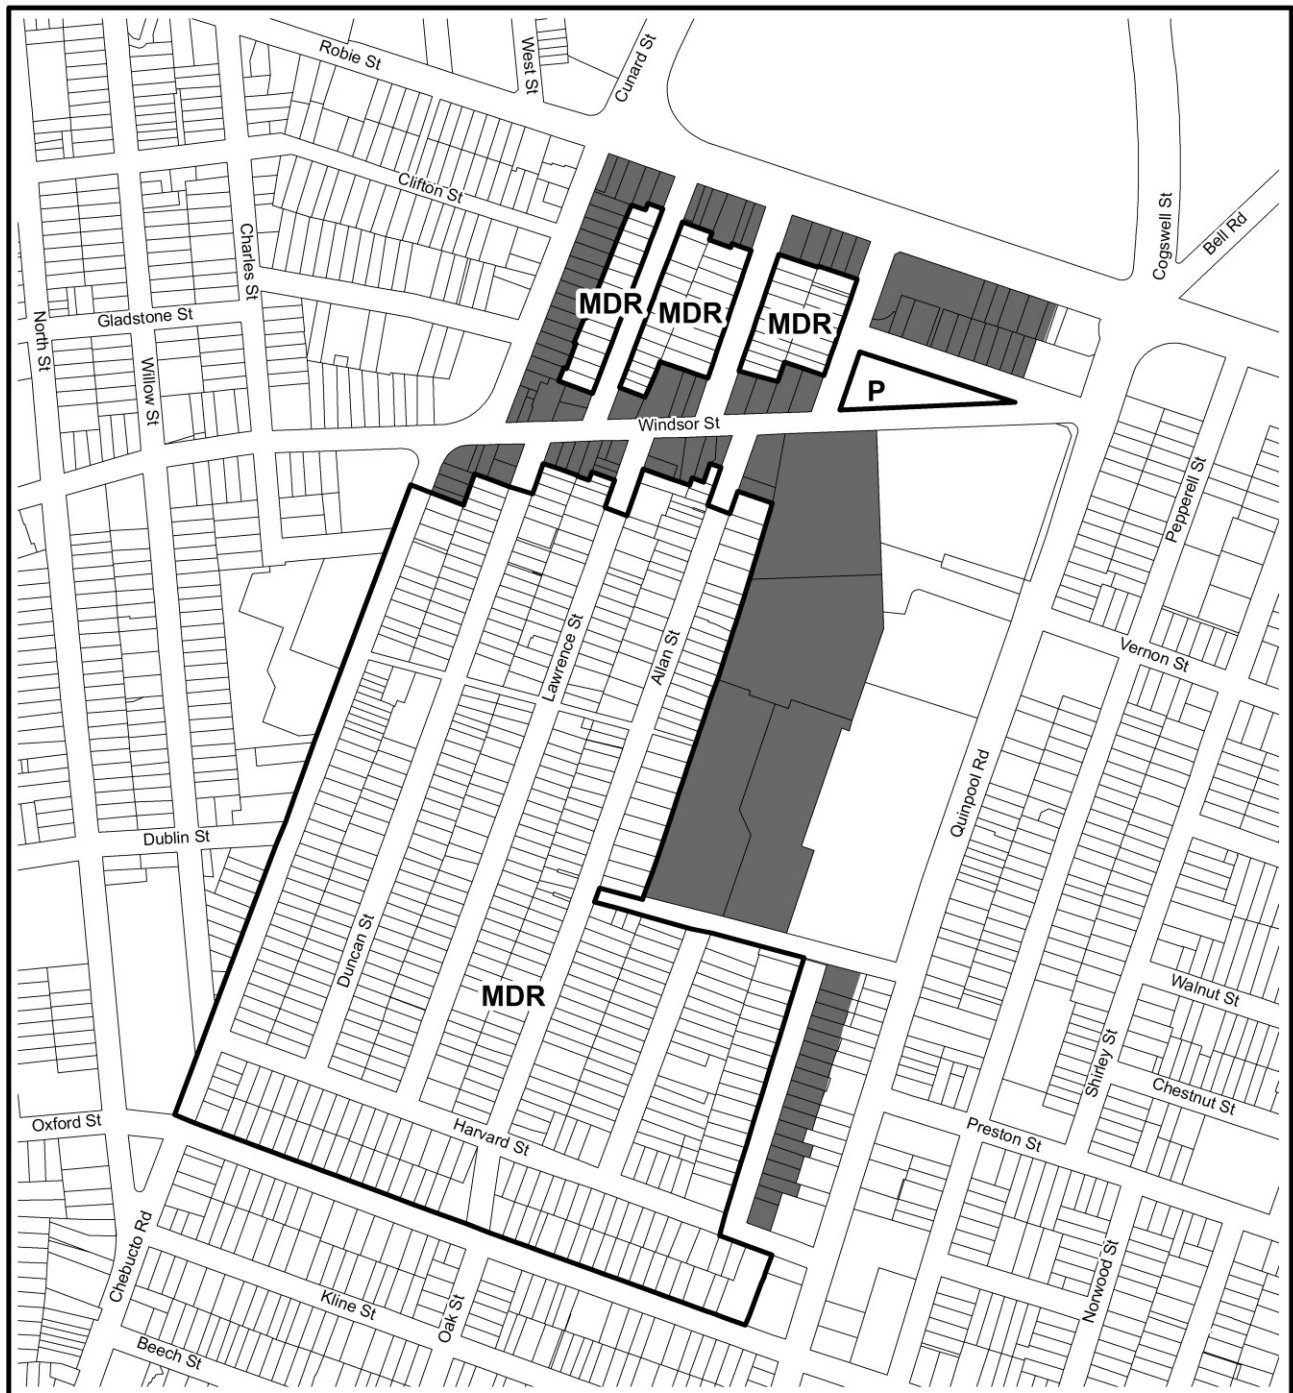 Robie St
West St
Cunard St
Clifton St
Cogswell St
Bell Rd
Charles St
MDR
MDR
MDR
North St
Gladstone St
Willow St
P
Windsor St
Pepperell St
Lawrence St
Allan St
Vernon St
Quinpool Rd
Dublin St
Duncan St
MDR
Walnut St
Shirley St
Chestnut St
Oxford St
Harvard St
Preston St
Chebucto Rd
Norwood St
Kline St
Oak St
Beech St